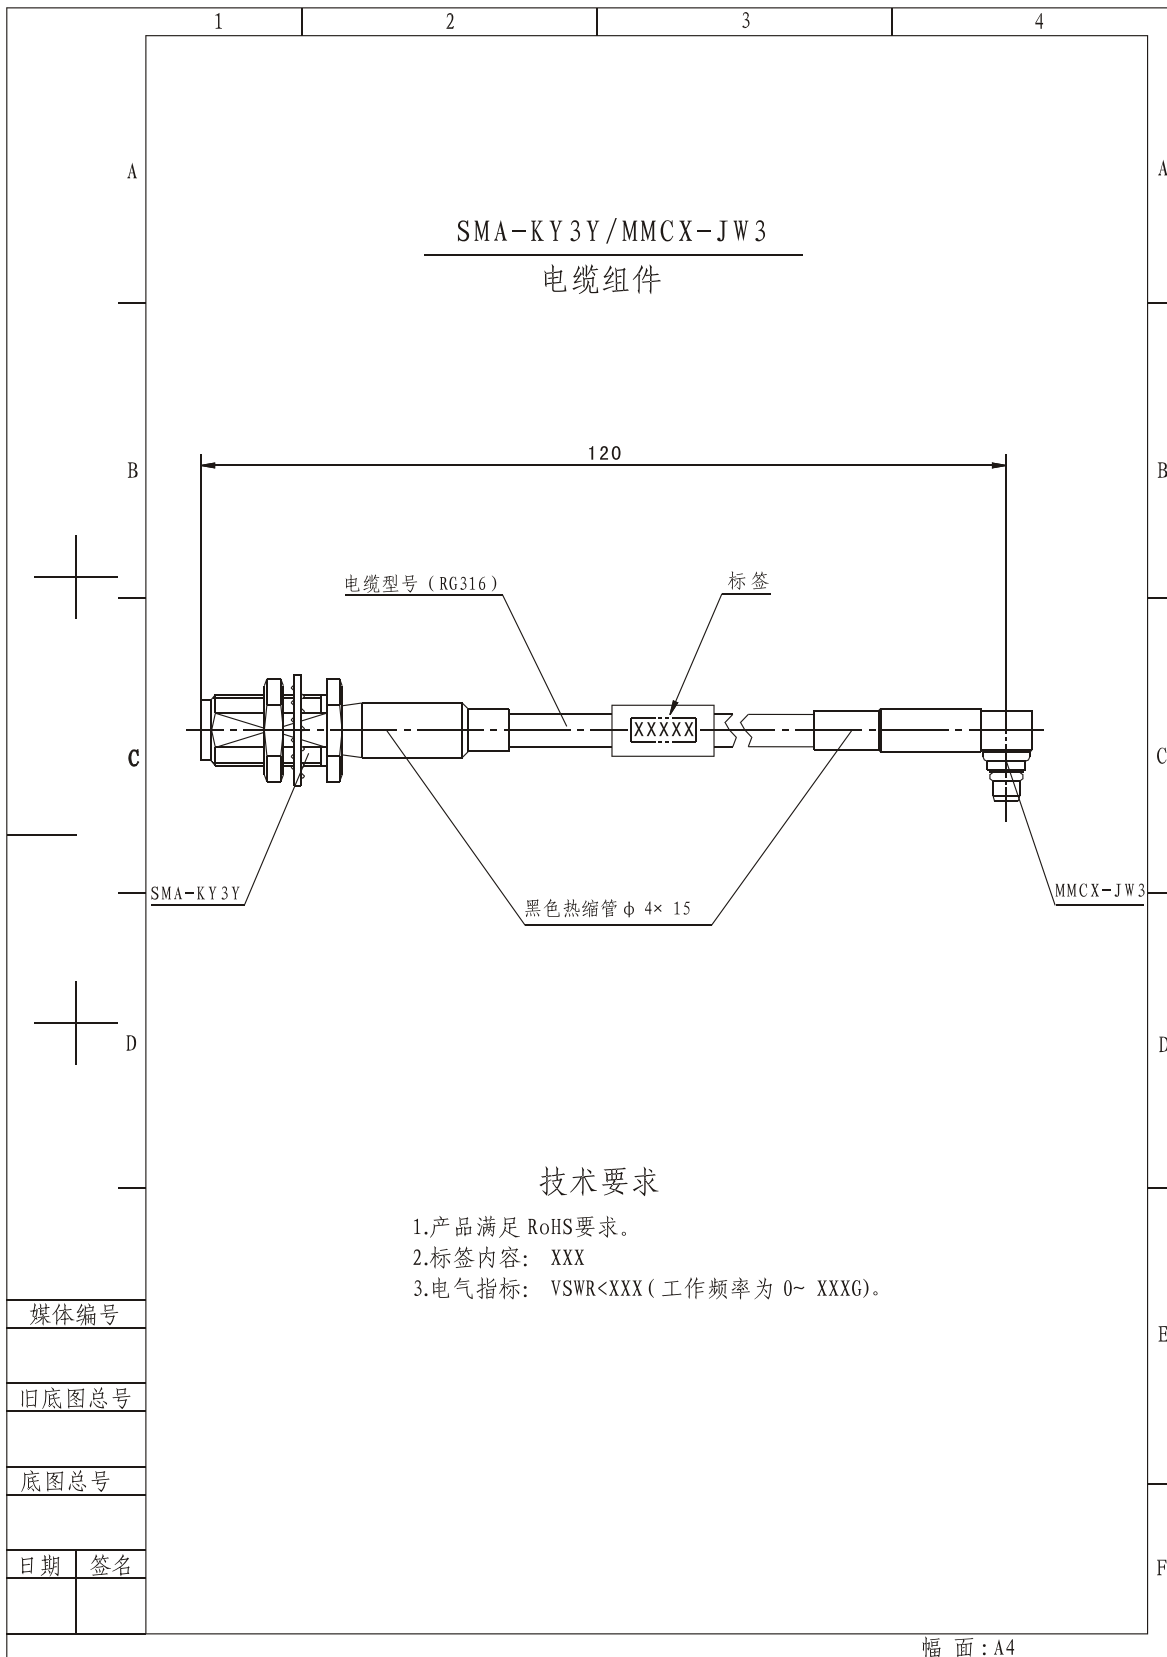 1 2 3 4
A A
SMA-KY3Y/MMCX-JW3
电缆组件
120
B B
电缆型号（RG316）
标签
XXXXX
C C
SMA-KY3Y
MMCX-JW3
黑色热缩管φ 4× 15
D D
技术要求
1.产品满足 RoHS要求。
2.标签内容： XXX
3.电气指标： VSWR<XXX（工作频率为 0~ XXXG)。
媒体编号
E
旧底图总号
底图总号
日期 签名
F
幅 面:A4